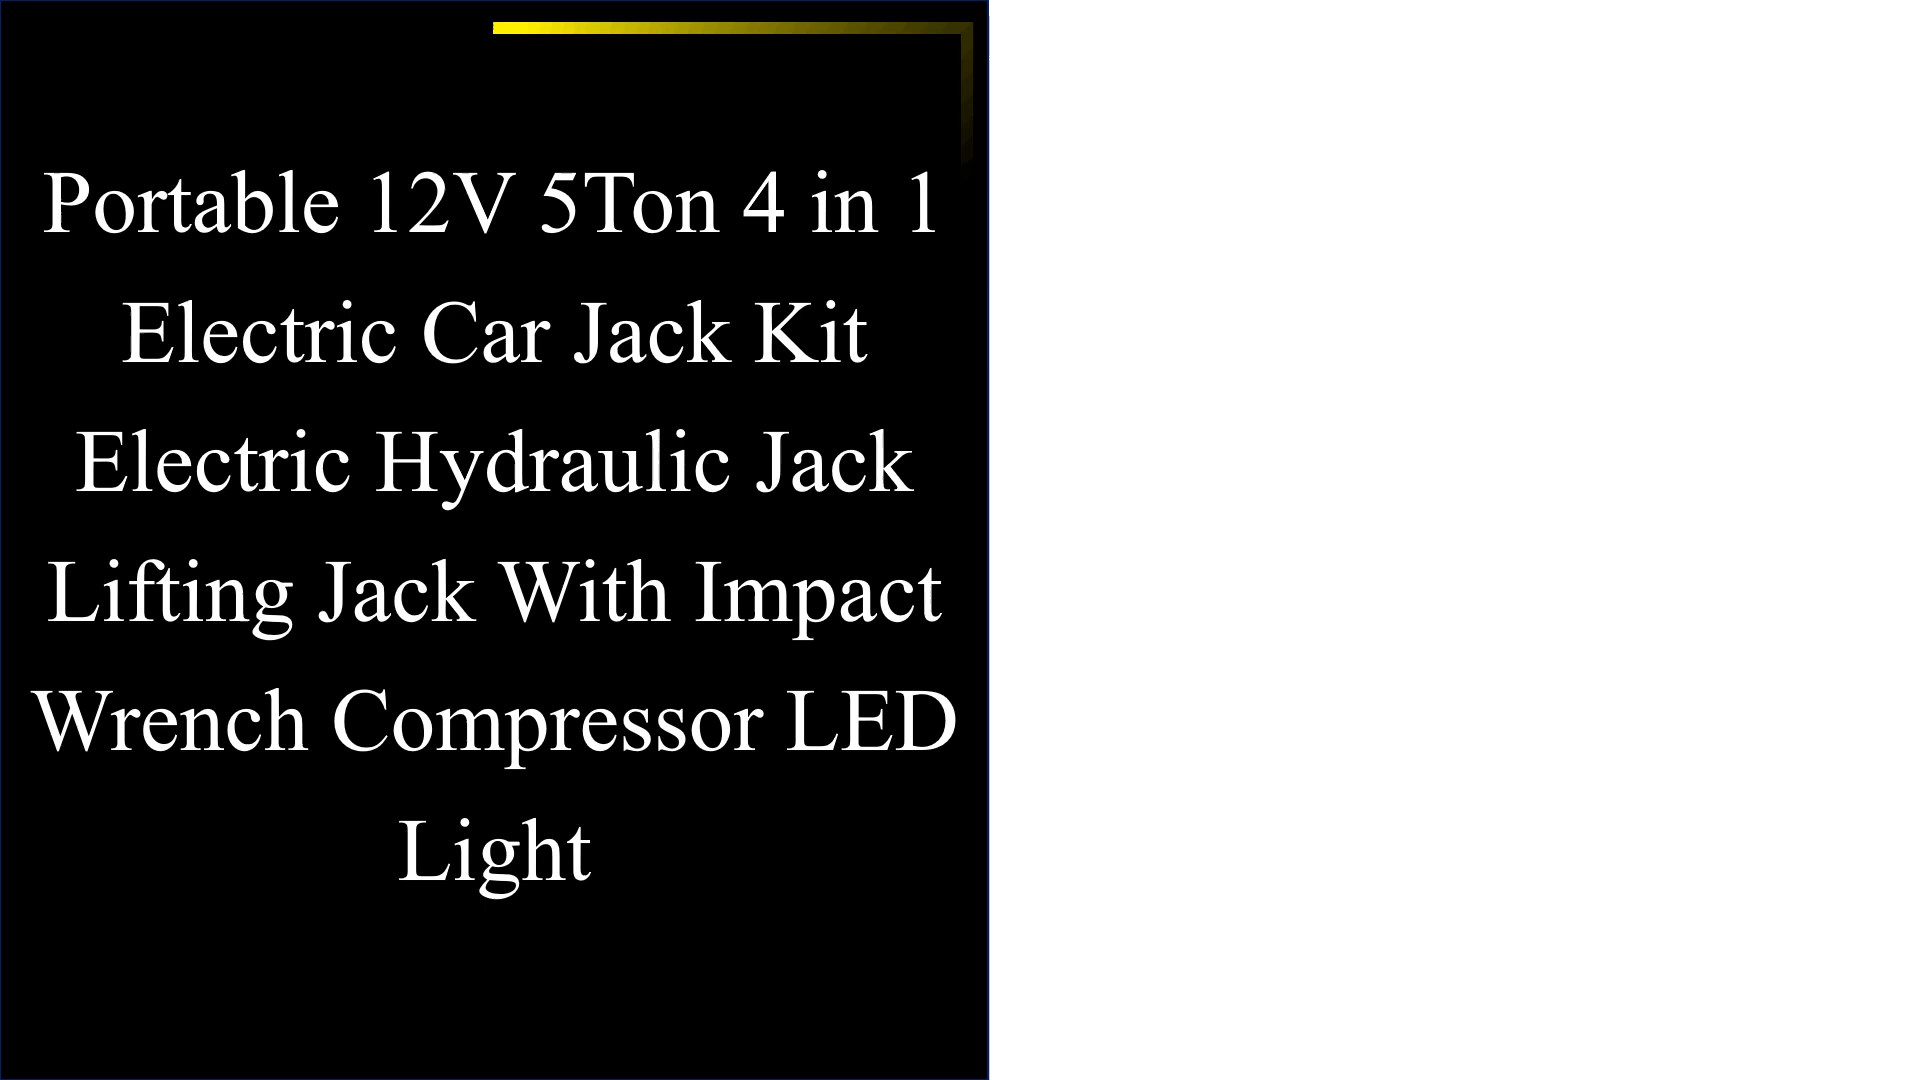 Portable 12V 5Ton 4 in 1
Electric Car Jack Kit
Electric Hydraulic Jack
Lifting Jack With Impact
Wrench Compressor LED
Light